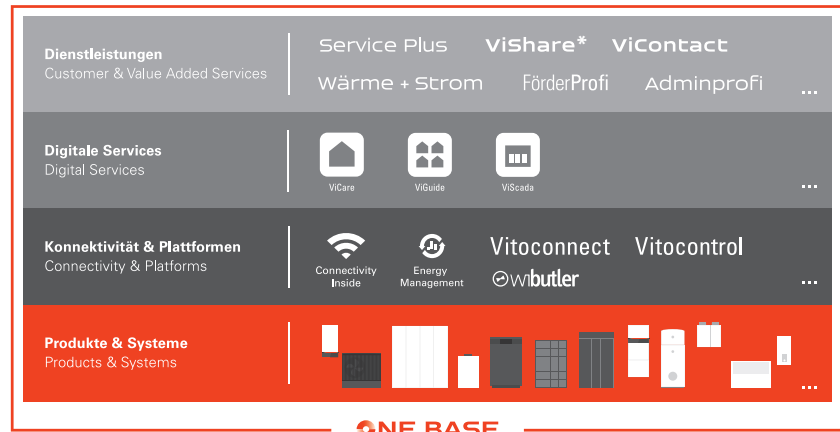 Dienstleistungen
Customer & Value Added Services
Service Plus ViShare* ViContact
Wärme + Strom FörderProfi Adminprofi ...
Digitale Services
Digital Services
ViCare ViGuide ViScada
...
Konnektivität & Plattformen
Connectivity & Platforms
Connectivity
Inside
Energy
Management
Vitoconnect Vitocontrol
wibutler
...
Produkte & Systeme
Products & Systems
...
ONE BASE